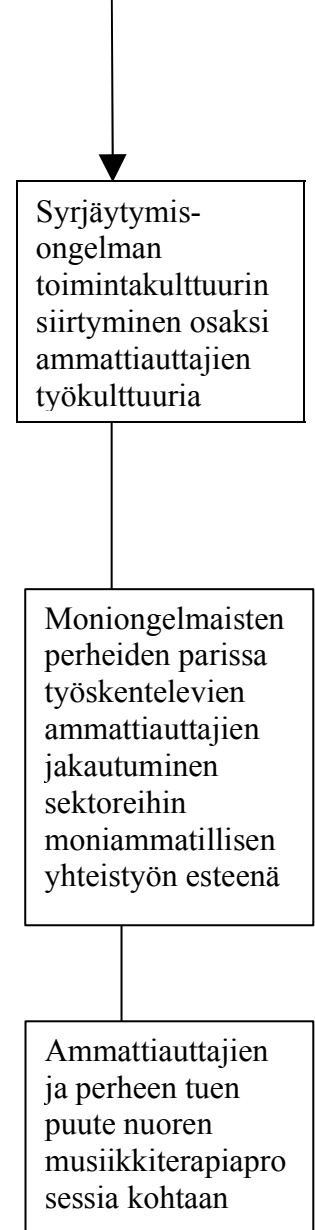 Syrjäytymis-
ongelman
toimintakulttuurin
siirtyminen osaksi
ammattiauttajien
työkulttuuria
Moniongelmaisten
perheiden parissa
työskentelevien
ammattiauttajien
jakautuminen
sektoreihin
moniammatillisen
yhteistyön esteenä
Ammattiauttajien
ja perheen tuen
puute nuoren
musiikkiterapiapro
sessia kohtaan